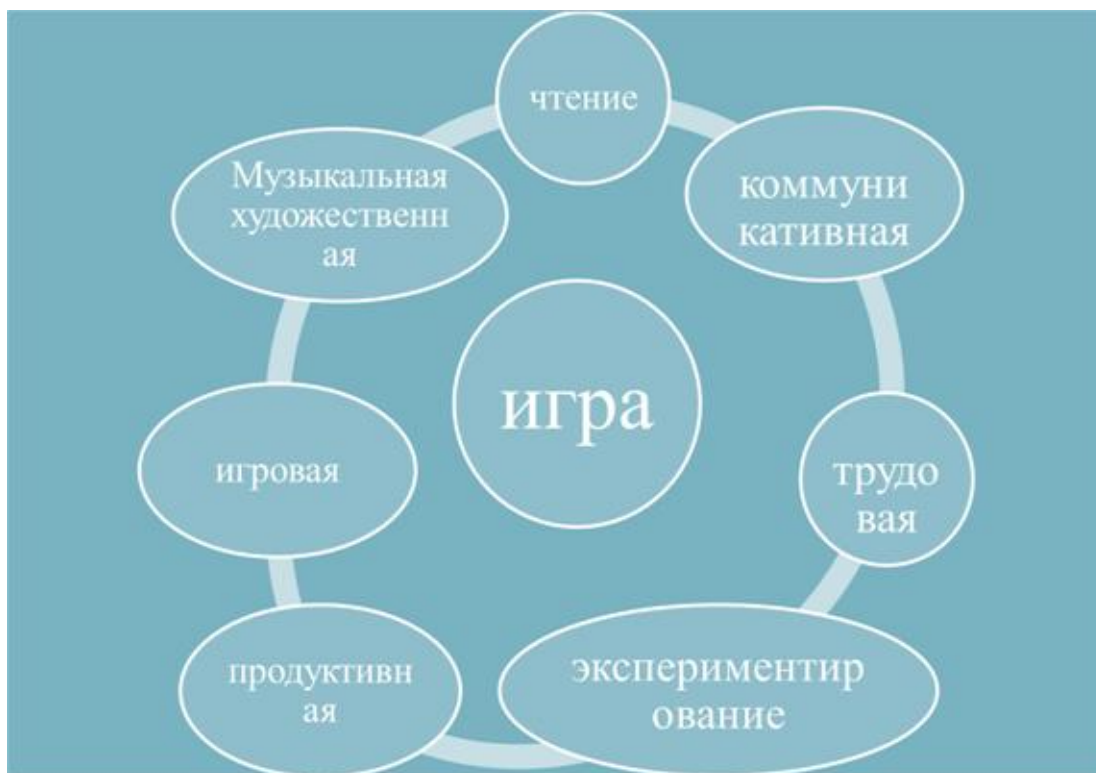 чтение
коммуни
кативная
трудо
вая
экспериментир
ование
продуктивн
ая
игровая
Музыкальная
художественн
ая
игра